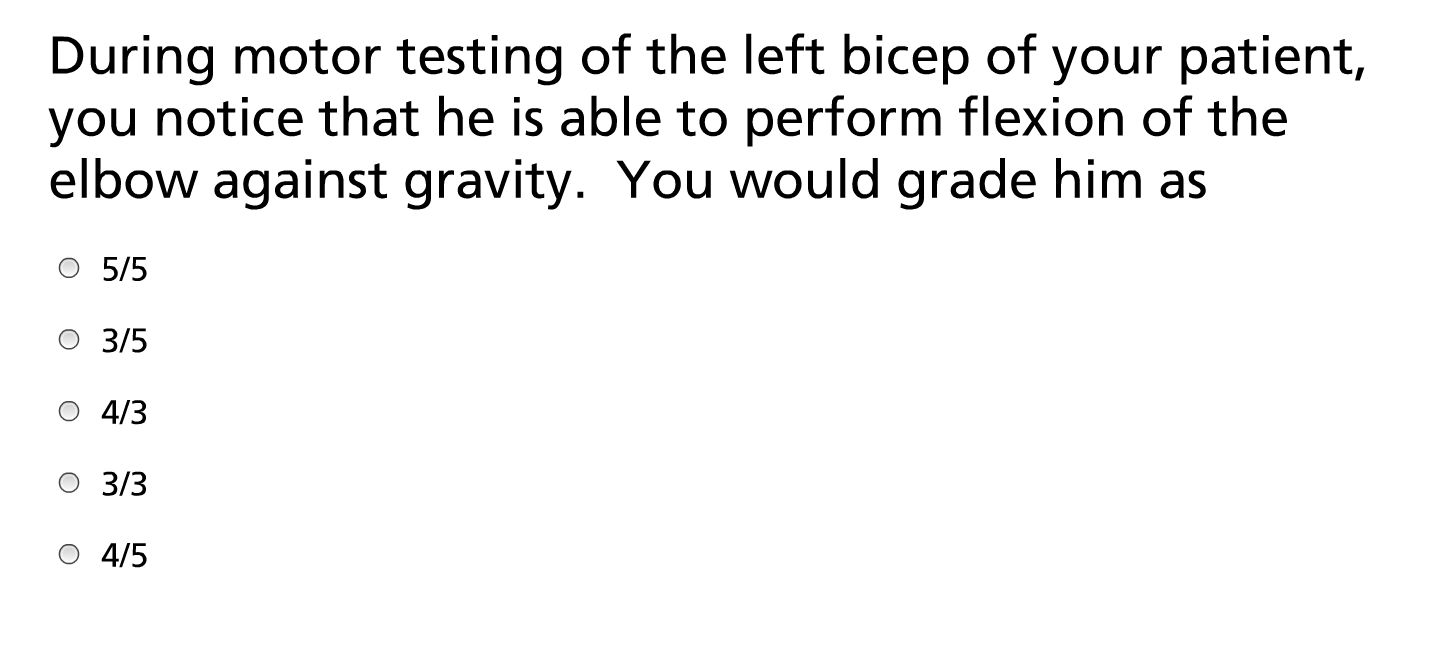 During motor testing of the left bicep of your patient,
you notice that he is able to perform flexion of the
elbow against gravity.  You would grade him as
5/5
3/5
4/3
3/3
4/5